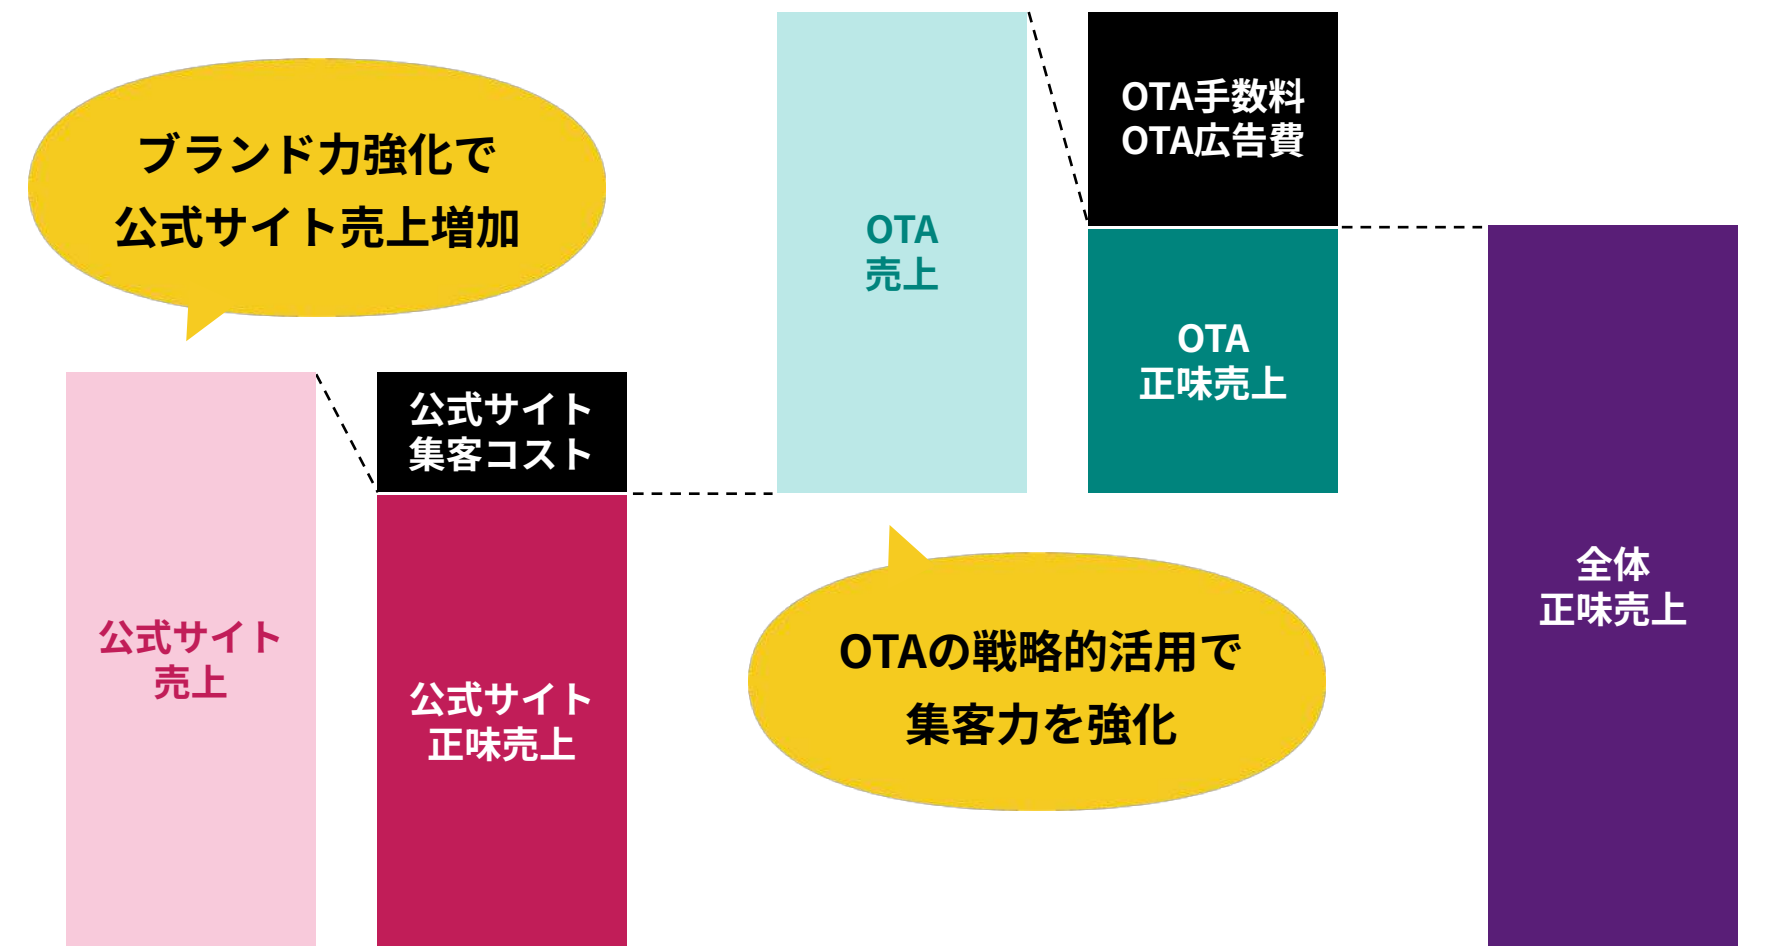 ブランド力強化で
公式サイト売上増加
公式サイト
売上
公式サイト
集客コスト
公式サイト
正味売上
OTA
売上
OTA手数料
OTA広告費
OTA
正味売上
OTAの戦略的活用で
集客力を強化
全体
正味売上